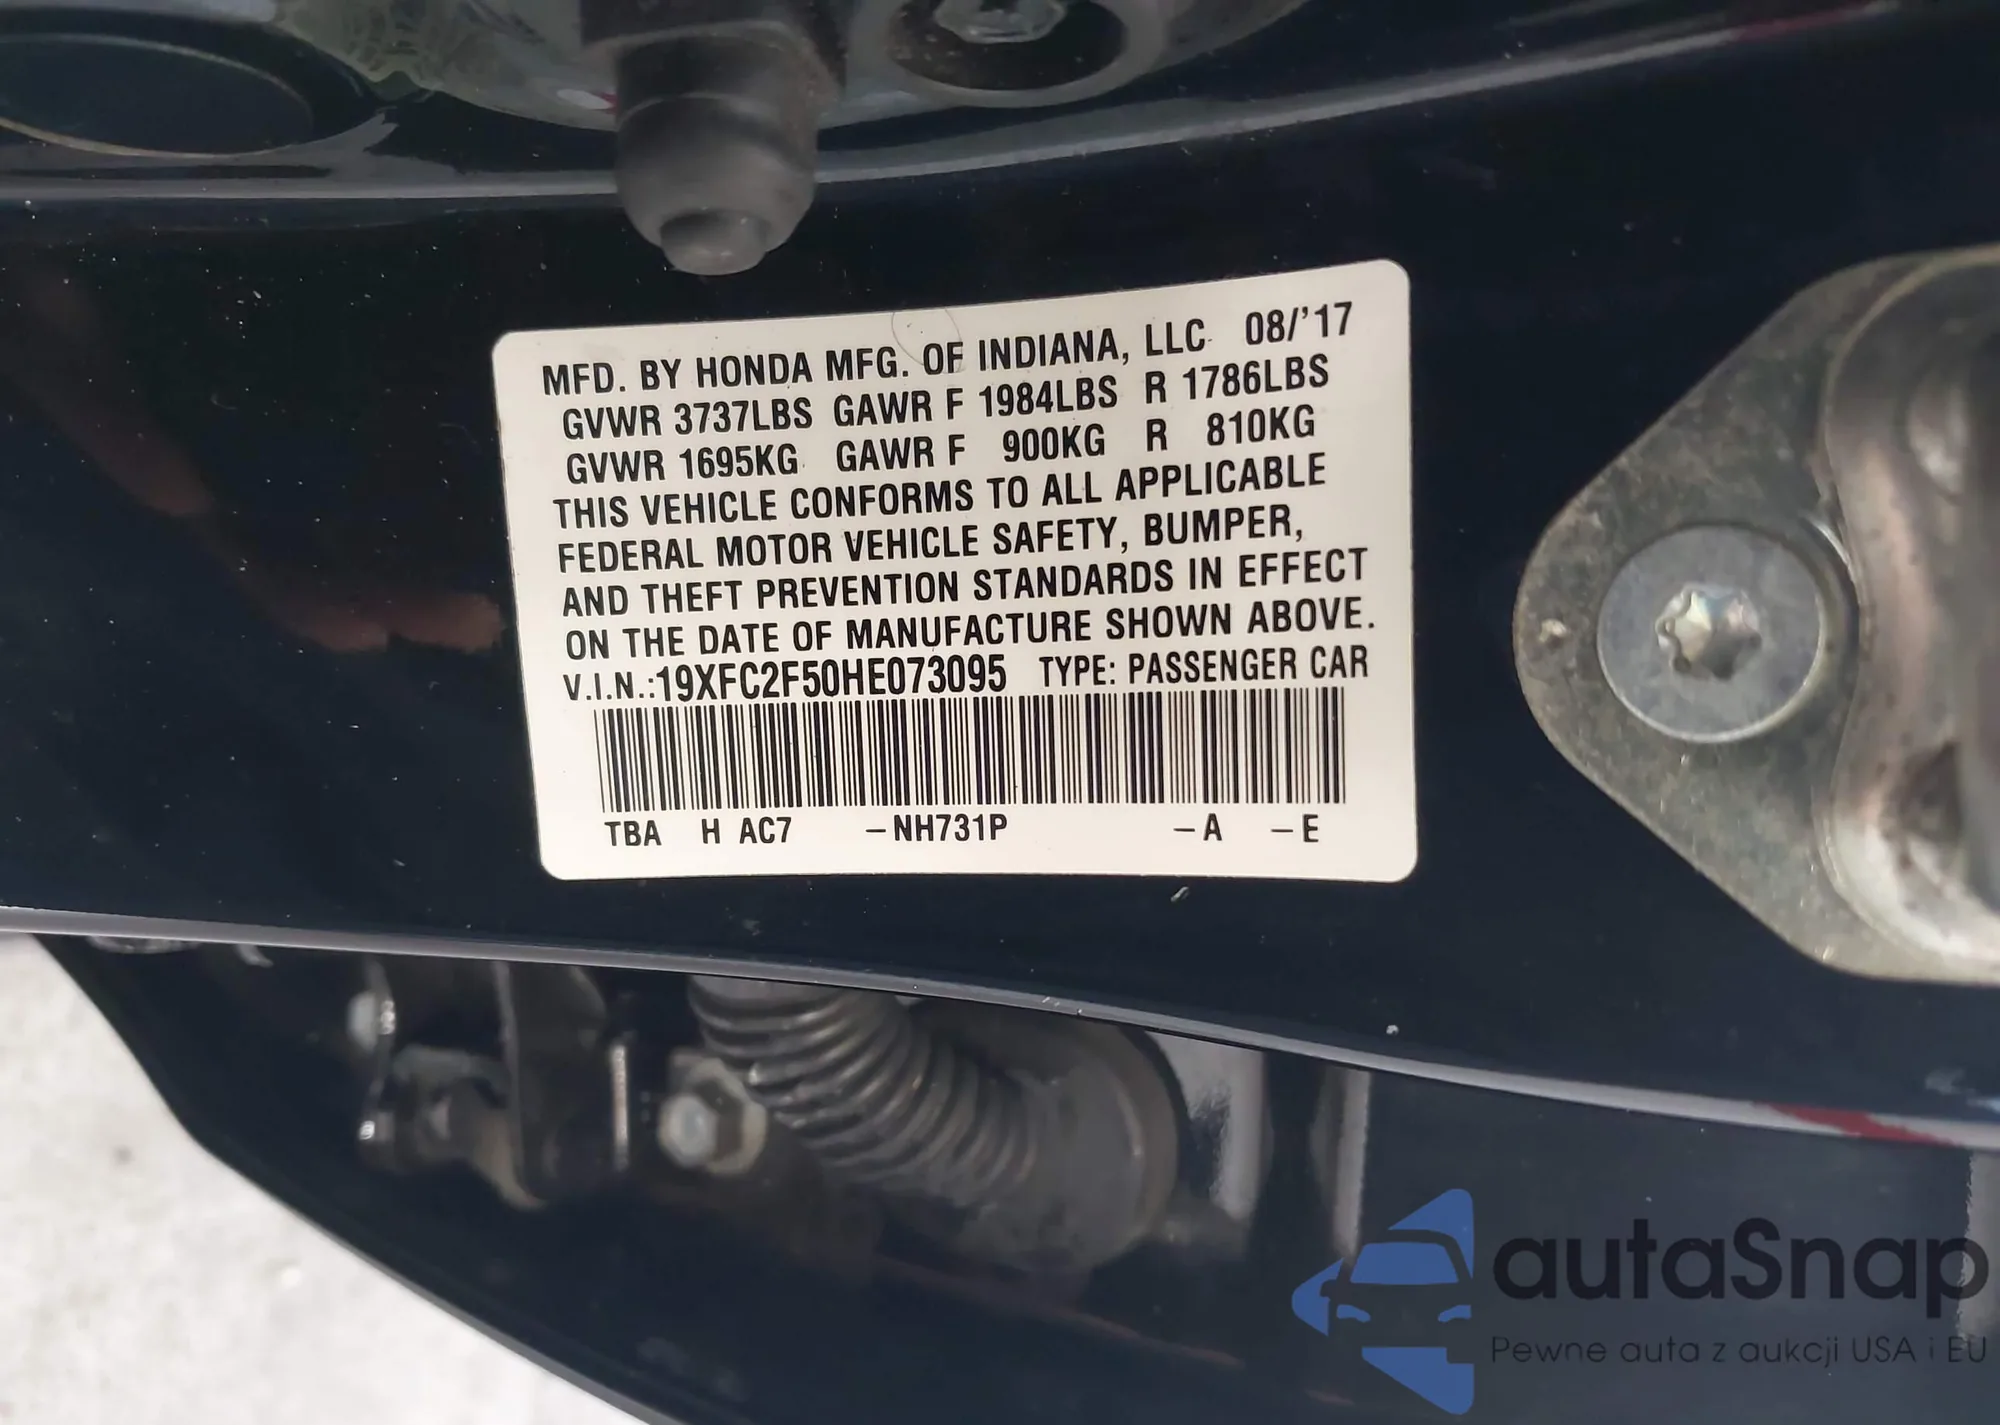 MFD. BY HONDA MFG. OF INDIANA, LLC 08/'17
GVWR 3737LBS GAWR F 1984LBS R 1786LBS
GVWR 1695KG GAWR F 900KG R 810KG
THIS VEHICLE CONFORMS TO ALL APPLICABLE
FEDERAL MOTOR VEHICLE SAFETY, BUMPER,
AND THEFT PREVENTION STANDARDS IN EFFECT
ON THE DATE OF MANUFACTURE SHOWN ABOVE.
V.I.N.:19XFC2F50HE073095 TYPE: PASSENGER CAR
TBA H AC7 -NH731P -A -E
autaSnap
Pewne auta z aukcji USA i EU